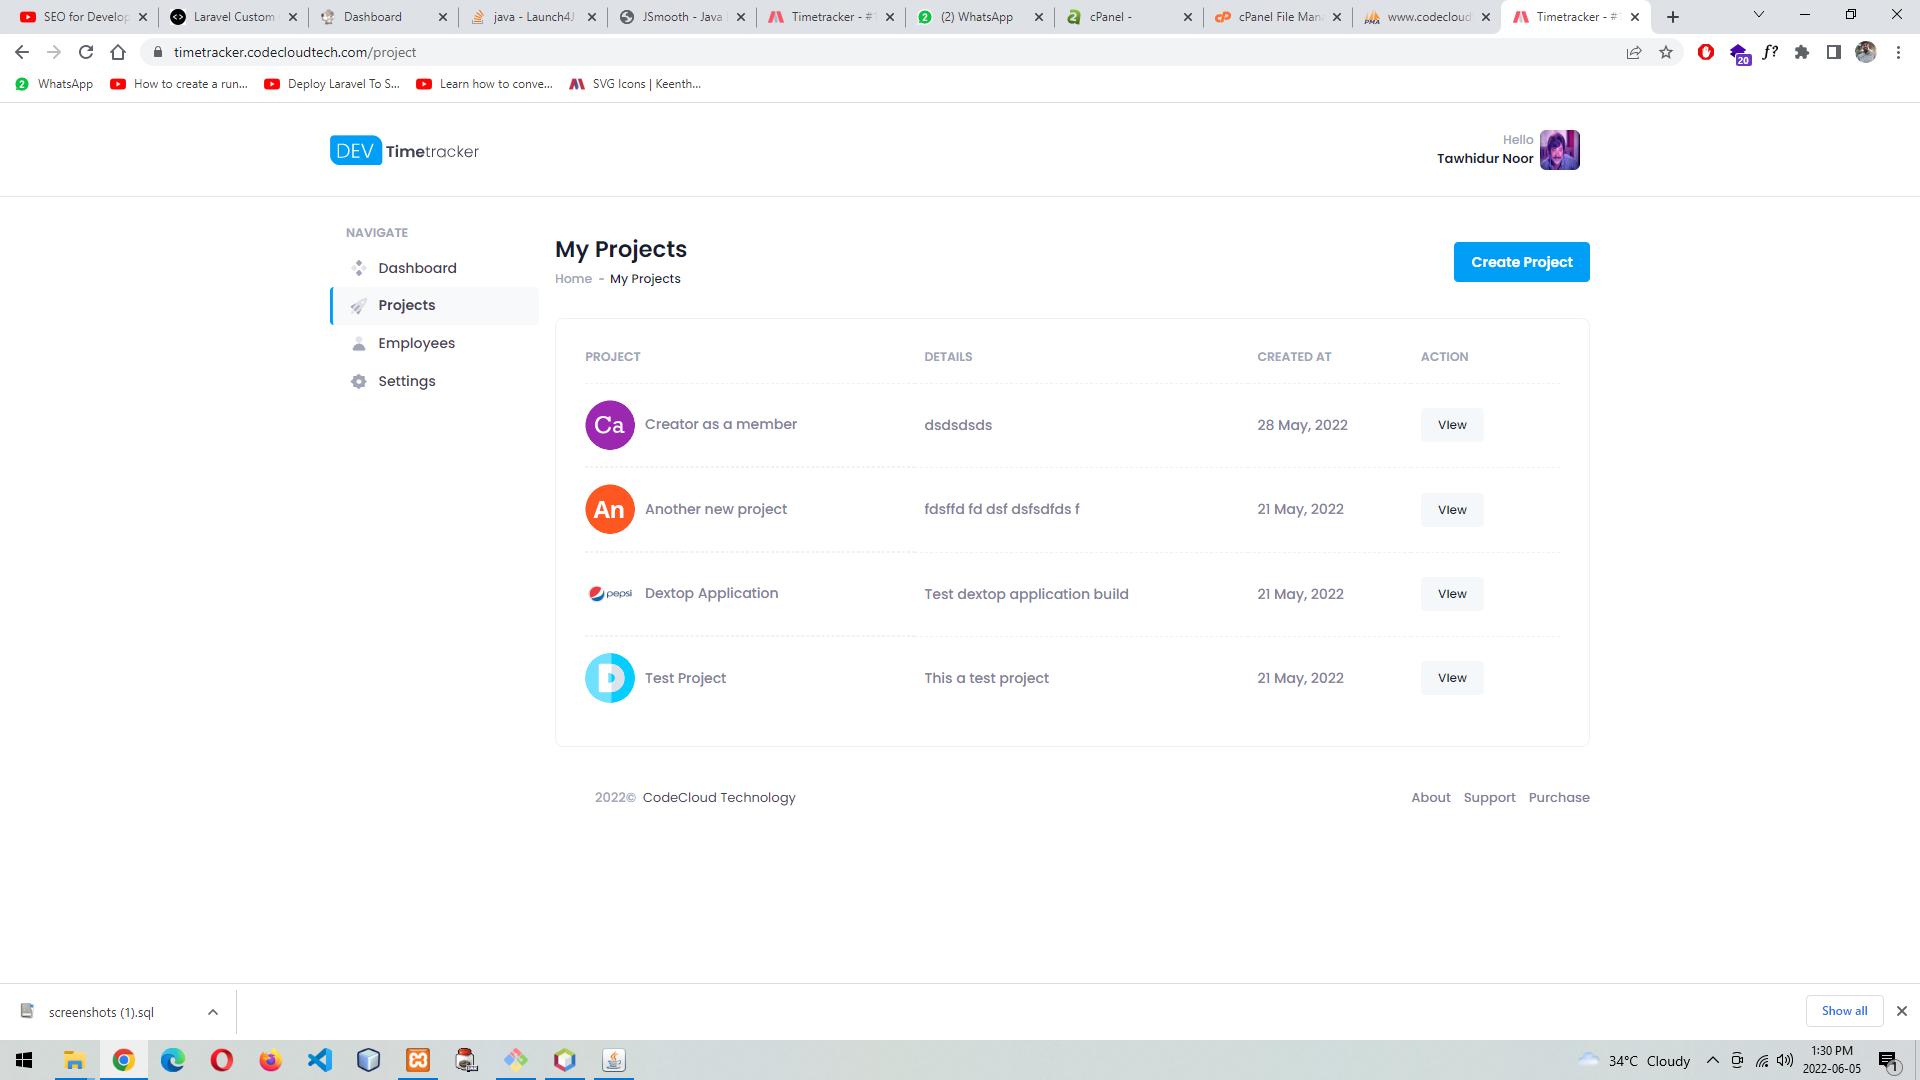 SEO for Develop
Laravel Custom
Dashboard
java - Launch4J
JSmooth - Java
Timetracker - #1
(2) WhatsApp
cPanel -
cPanel File Man
www.codecloud
Timetracker - #
timetracker.codecloudtech.com/project
20
f?
WhatsApp
How to create a run...
Deploy Laravel To S...
Learn how to conve...
SVG Icons | Keenth...
DEV Timetracker
Hello
Tawhidur Noor
NAVIGATE
Dashboard
Projects
Employees
Settings
My Projects
Home - My Projects
Create Project
PROJECT DETAILS CREATED AT ACTION
Ca Creator as a member dsdsdsds 28 May, 2022 VIew
An Another new project fdsffd fd dsf dsfsdfds f 21 May, 2022 VIew
pepsi Dextop Application Test dextop application build 21 May, 2022 VIew
D Test Project This a test project 21 May, 2022 VIew
2022© CodeCloud Technology
About Support Purchase
screenshots (1).sql
Show all
34°C Cloudy
1:30 PM
2022-06-05
1